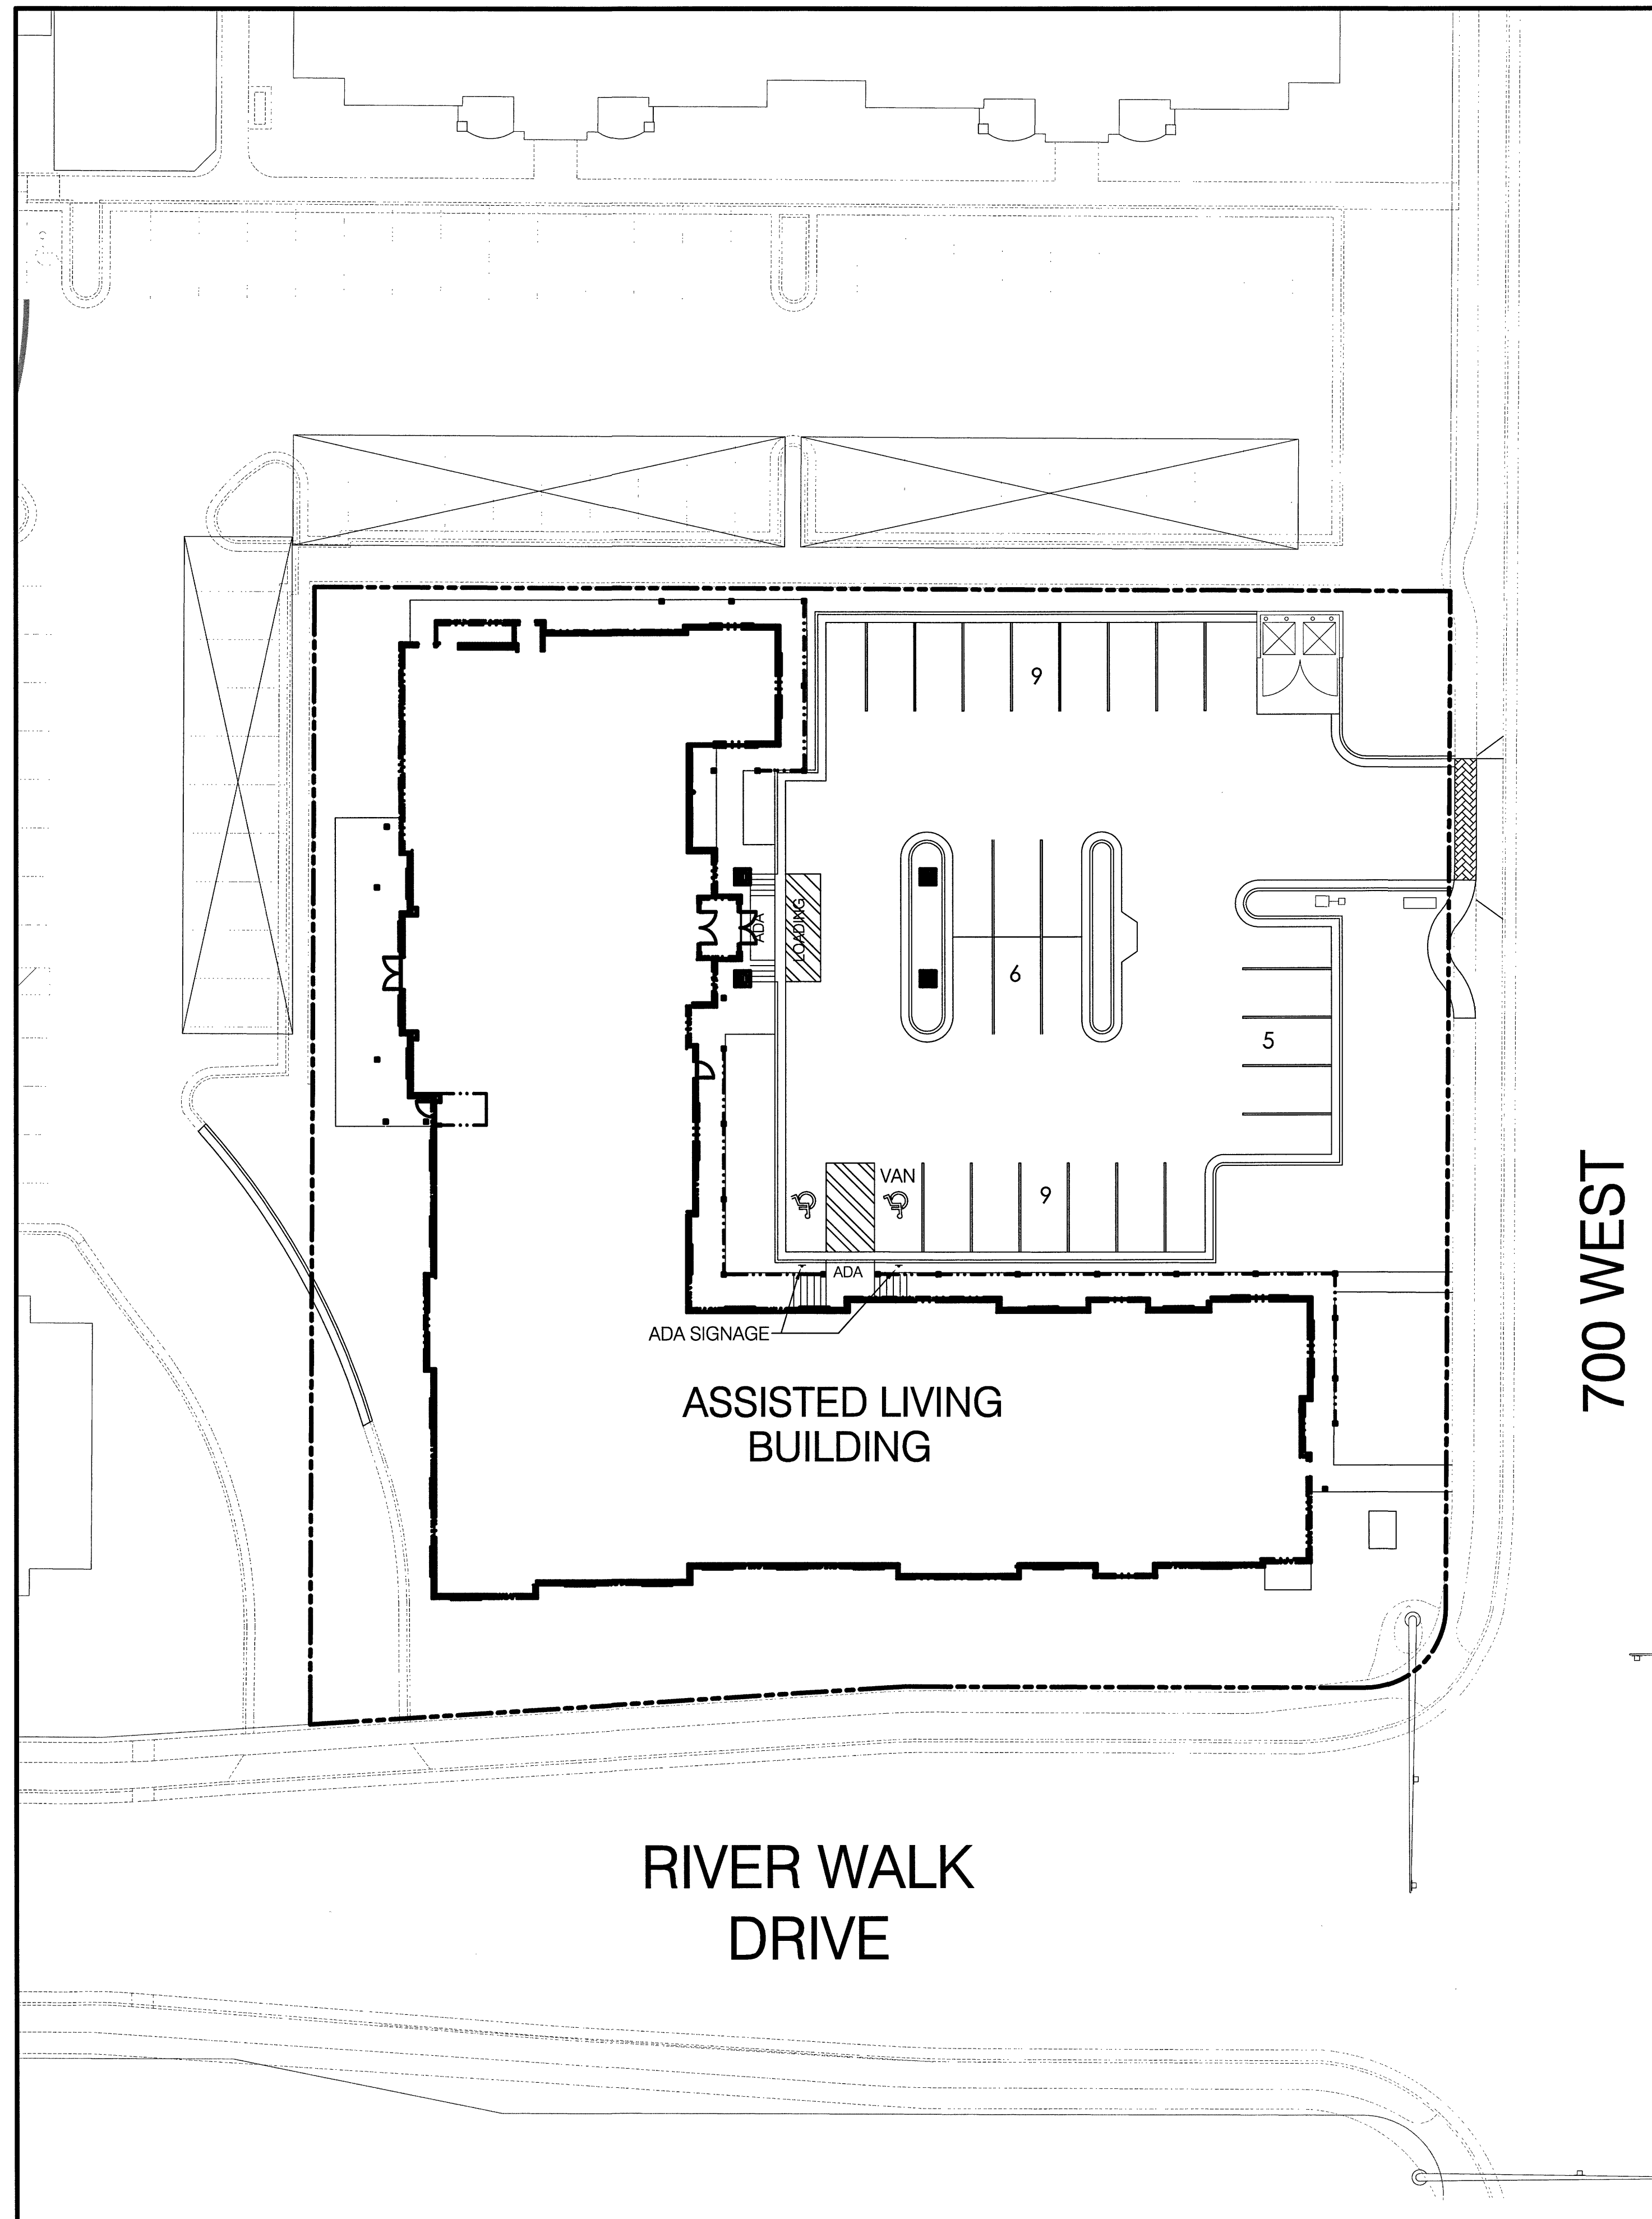 9
ADA
LOADING
6
5
VAN
9
ADA
ADA SIGNAGE
700 WEST
ASSISTED LIVING
BUILDING
RIVER WALK
DRIVE